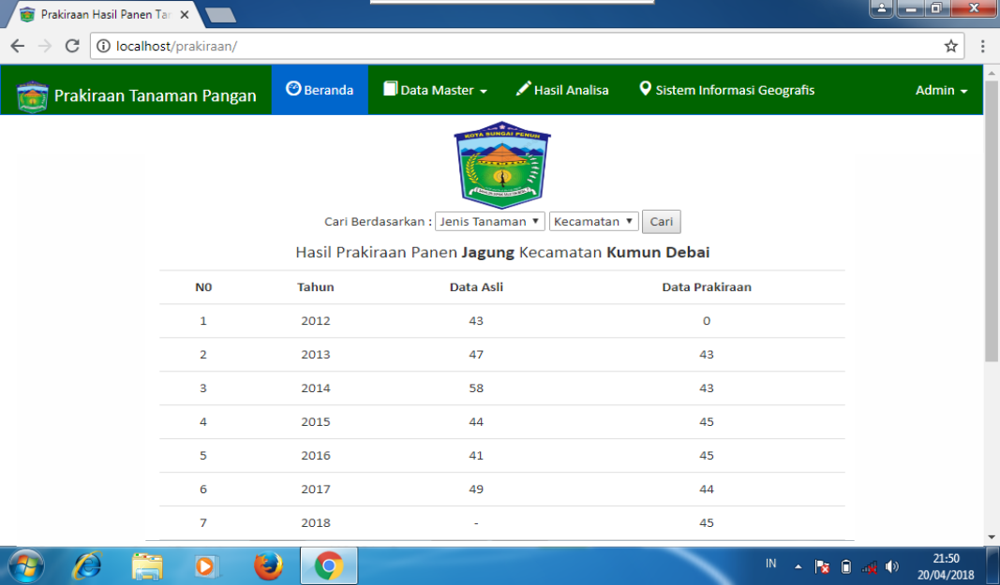 Prakiraan Hasil Panen Tar
localhost/prakiraan/
Prakiraan Tanaman Pangan Beranda Data Master Hasil Analisa Sistem Informasi Geografis Admin
KOTA SUNGAI PENUH
Cari Berdasarkan : Jenis Tanaman Kecamatan Cari
Hasil Prakiraan Panen Jagung Kecamatan Kumun Debai
N0 Tahun Data Asli Data Prakiraan
1 2012 43 0
2 2013 47 43
3 2014 58 43
4 2015 44 45
5 2016 41 45
6 2017 49 44
7 2018 - 45
IN 21:50
20/04/2018